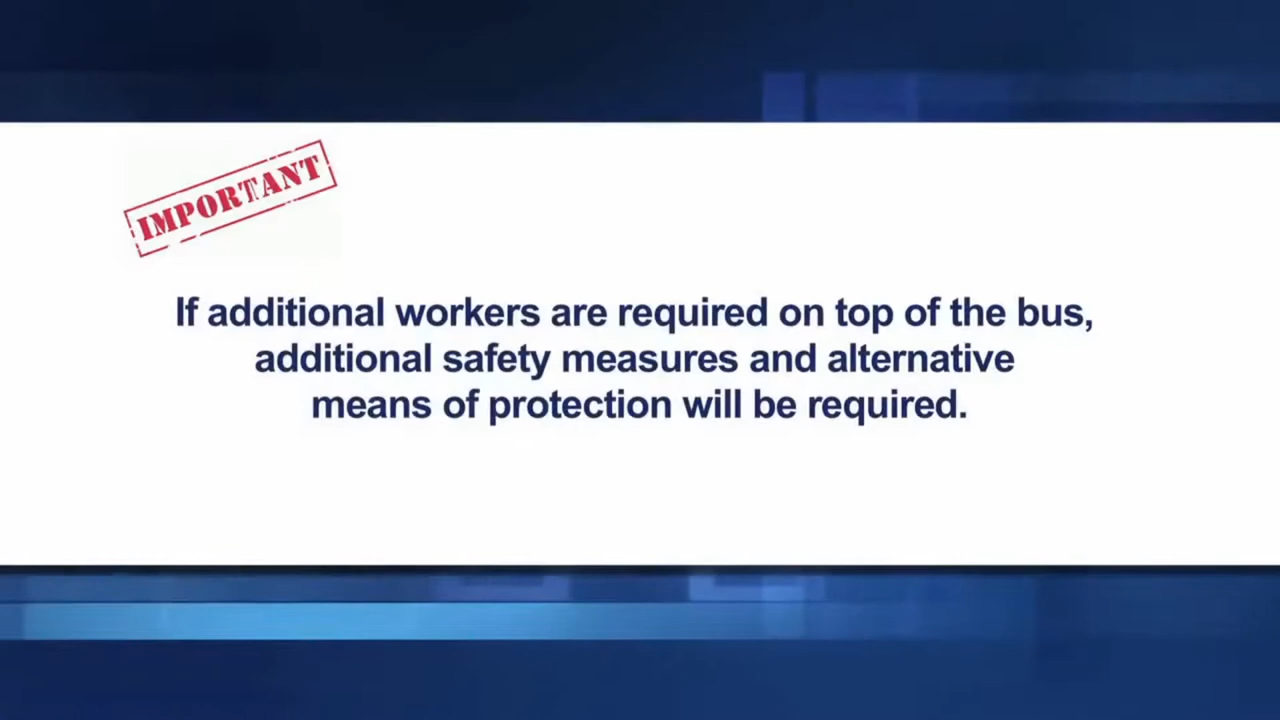 IMPORTANT
If additional workers are required on top of the bus,
additional safety measures and alternative
means of protection will be required.